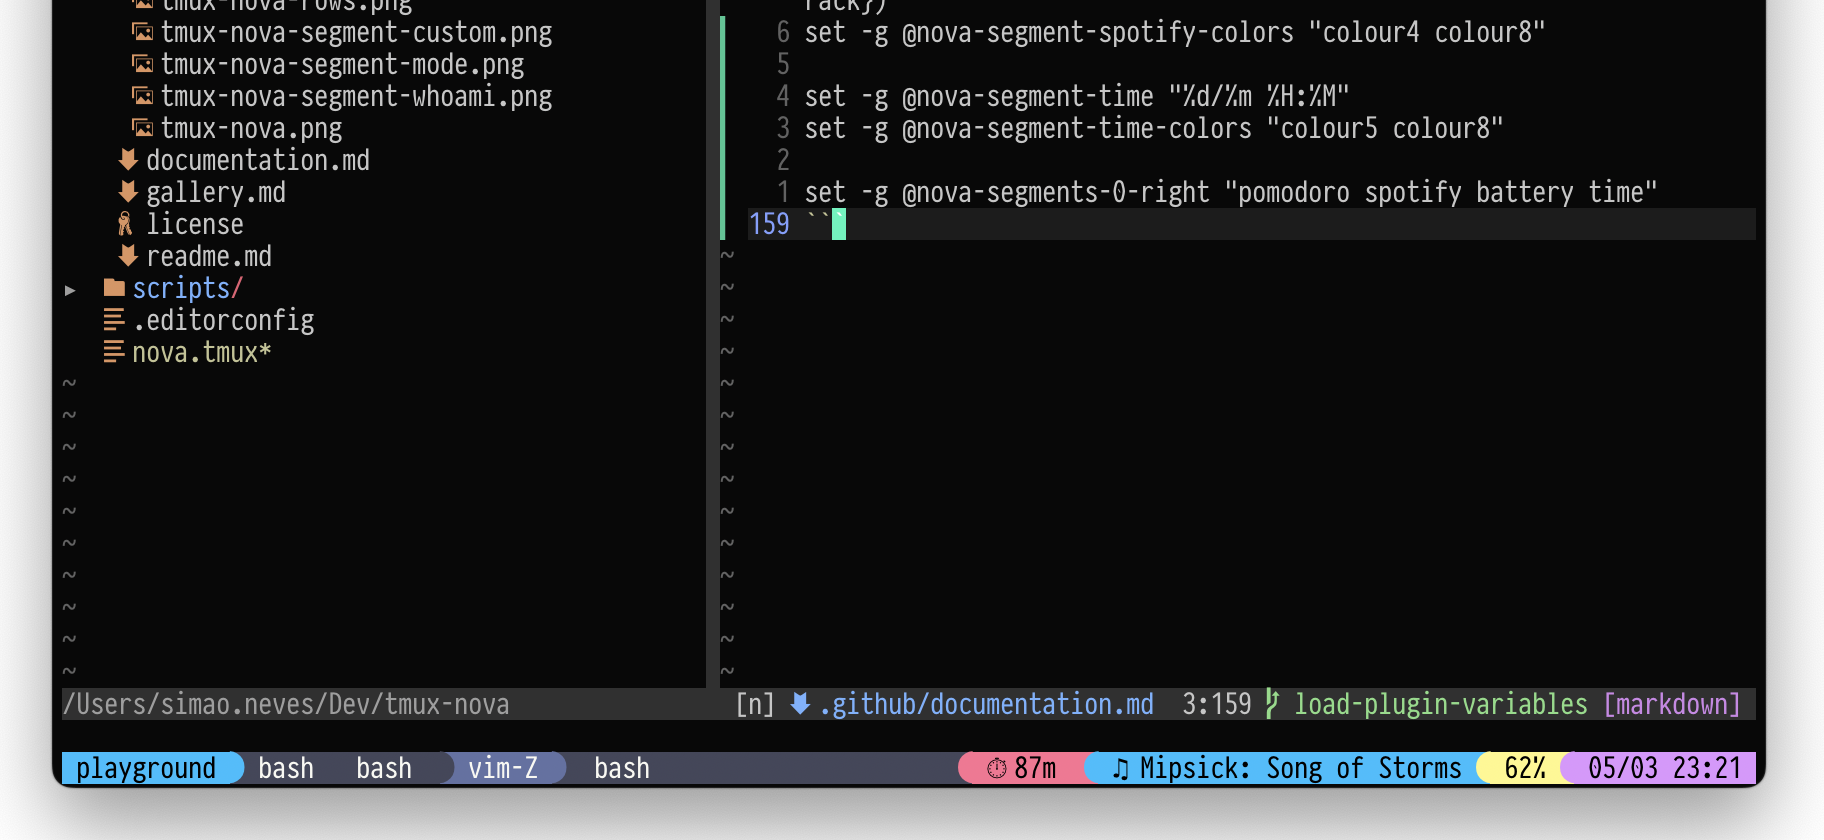 tmux-nova-rows.png
tmux-nova-segment-custom.png
tmux-nova-segment-mode.png
tmux-nova-segment-whoami.png
tmux-nova.png
documentation.md
gallery.md
license
readme.md
▸ scripts/
.editorconfig
nova.tmux*
~
~
~
~
~
~
~
~
~
~
/Users/simao.neves/Dev/tmux-nova
rack})
6 set -g @nova-segment-spotify-colors "colour4 colour8"
5
4 set -g @nova-segment-time "%d/%m %H:%M"
3 set -g @nova-segment-time-colors "colour5 colour8"
2
1 set -g @nova-segments-0-right "pomodoro spotify battery time"
159 ```
~
~
~
~
~
~
~
~
~
~
~
~
~
~
[n] .github/documentation.md 3:159 load-plugin-variables [markdown]
playground bash bash vim-Z bash ⏱ 87m ♫ Mipsick: Song of Storms 62% 05/03 23:21